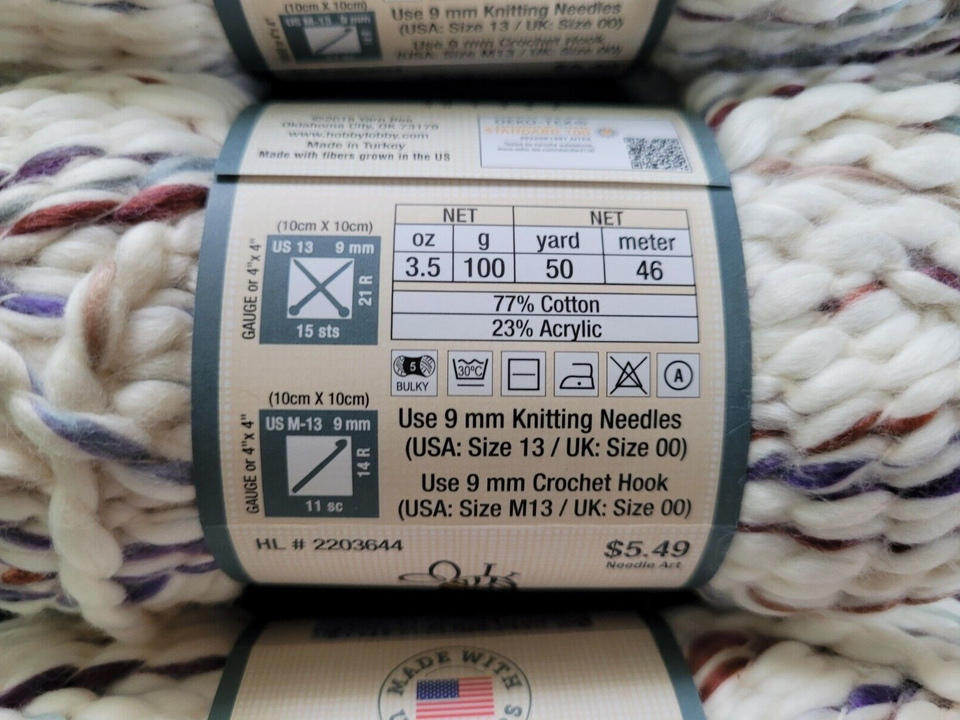 (10cm X 10cm)
US M-13 9 mm
Use 9 mm Knitting Needles
(USA: Size 13 / UK: Size 00)
Use 9 mm Crochet Hook
(USA: Size M13 / UK: Size 00)
Oklahoma City, OK 73179
www.hobbylobby.com
Made in Turkey
Made with fibers grown in the US
OEKO-TEX®
STANDARD 100
(10cm X 10cm)
GAUGE or 4"x 4"
US 13 9 mm
21 R
15 sts
NET NET
oz g yard meter
3.5 100 50 46
77% Cotton
23% Acrylic
5
BULKY
30°C
A
(10cm X 10cm)
GAUGE or 4"x 4"
US M-13 9 mm
14 R
11 sc
Use 9 mm Knitting Needles
(USA: Size 13 / UK: Size 00)
Use 9 mm Crochet Hook
(USA: Size M13 / UK: Size 00)
HL # 2203644
$5.49
Needle Art
MADE WITH